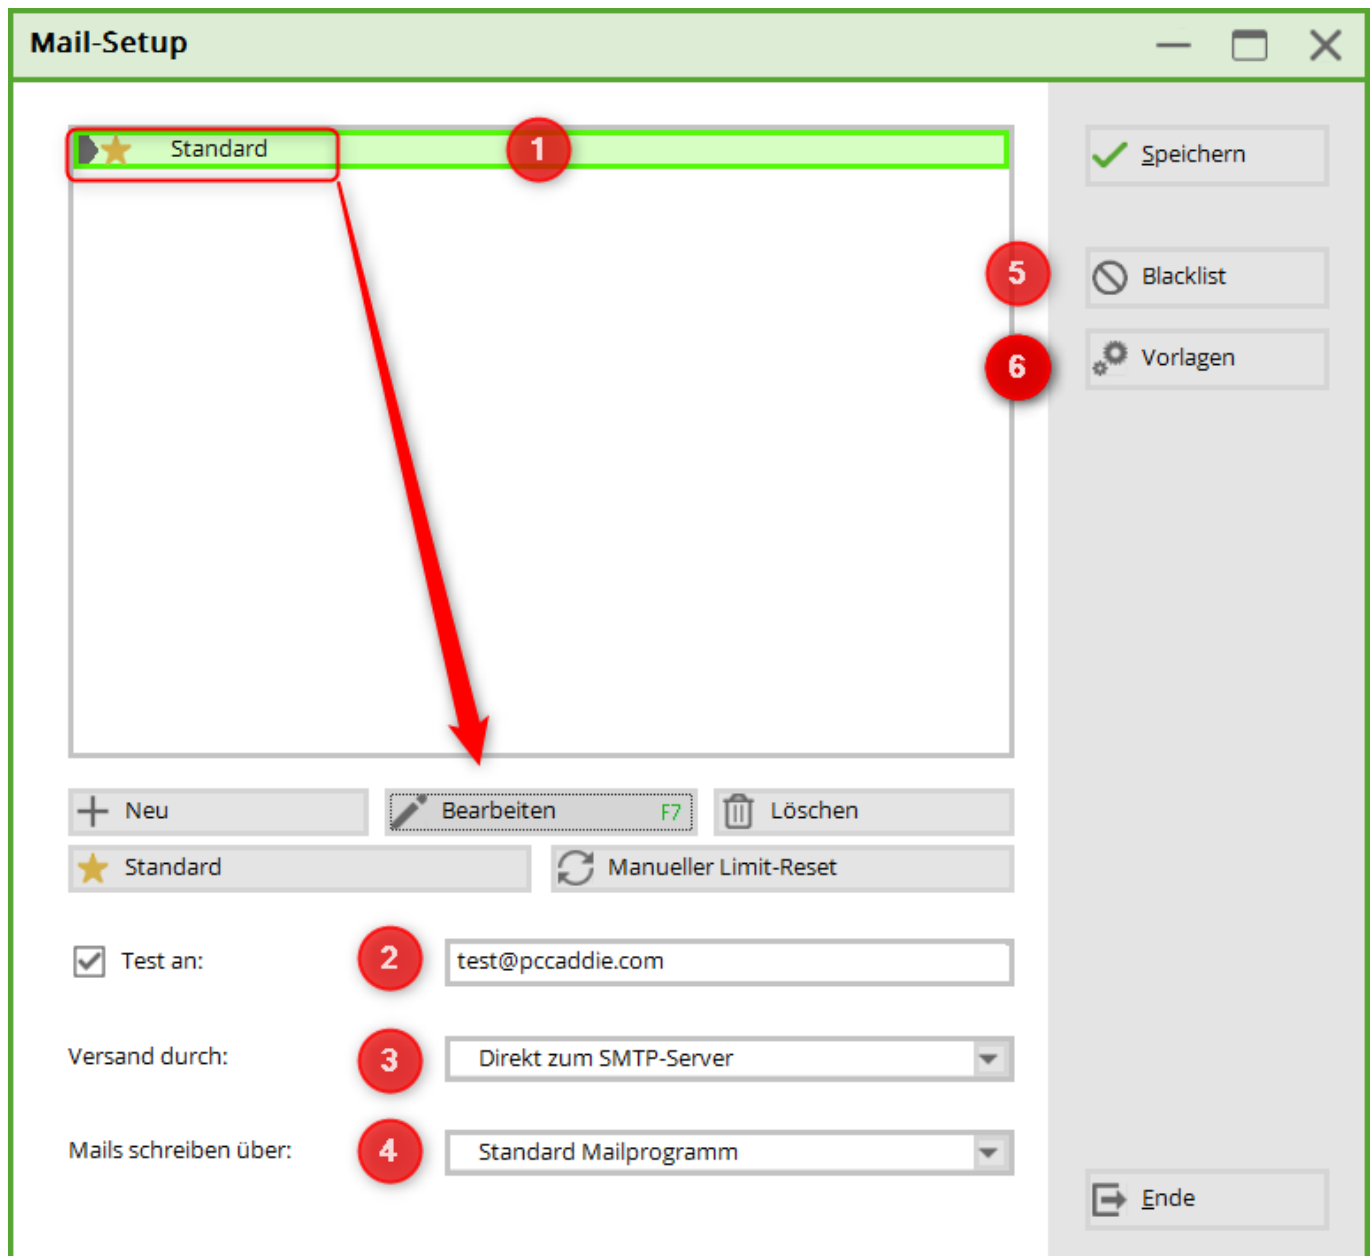 Mail-Setup
Standard
1
Speichern
5
Blacklist
6
Vorlagen
Neu
Bearbeiten F7
Löschen
Standard
Manueller Limit-Reset
Test an:
2
test@pccaddie.com
Versand durch:
3
Direkt zum SMTP-Server
Mails schreiben über:
4
Standard Mailprogramm
Ende